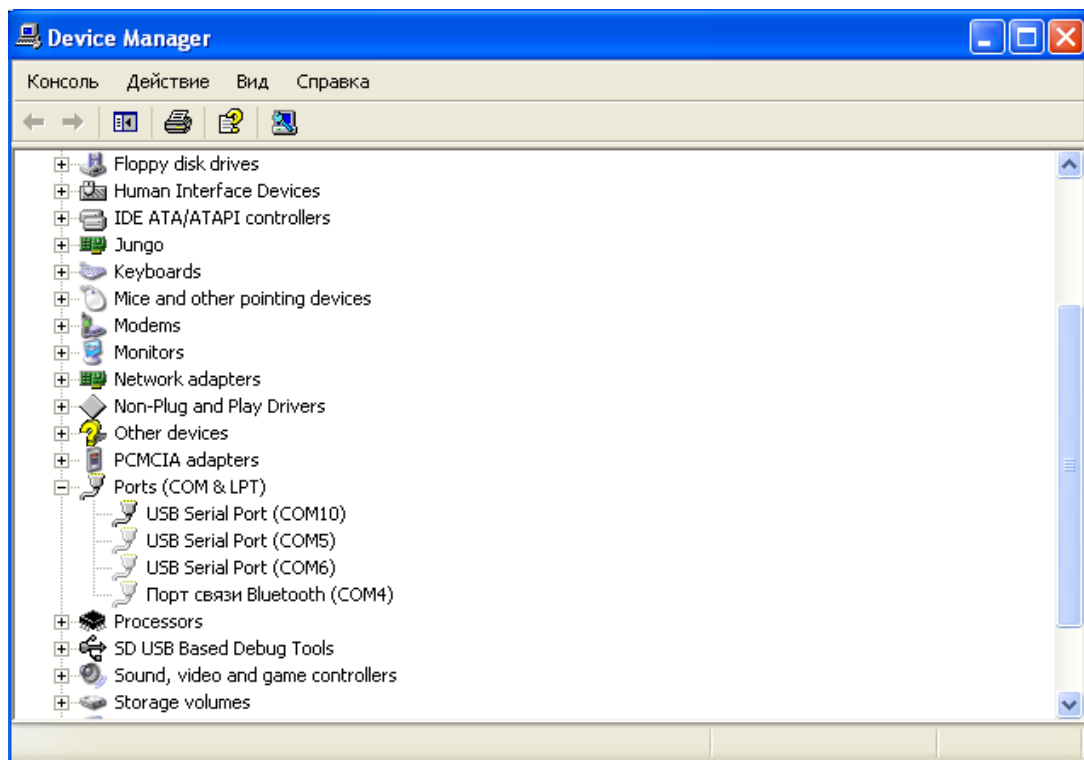 Device Manager
Консоль Действие Вид Справка
Floppy disk drives
Human Interface Devices
IDE ATA/ATAPI controllers
Jungo
Keyboards
Mice and other pointing devices
Modems
Monitors
Network adapters
Non-Plug and Play Drivers
Other devices
PCMCIA adapters
Ports (COM & LPT)
USB Serial Port (COM10)
USB Serial Port (COM5)
USB Serial Port (COM6)
Порт связи Bluetooth (COM4)
Processors
SD USB Based Debug Tools
Sound, video and game controllers
Storage volumes